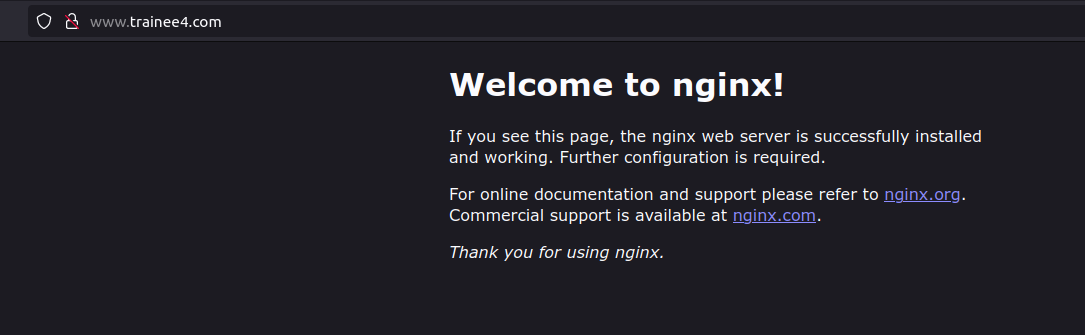 www.trainee4.com
Welcome to nginx!
If you see this page, the nginx web server is successfully installed
and working. Further configuration is required.
For online documentation and support please refer to nginx.org.
Commercial support is available at nginx.com.
Thank you for using nginx.